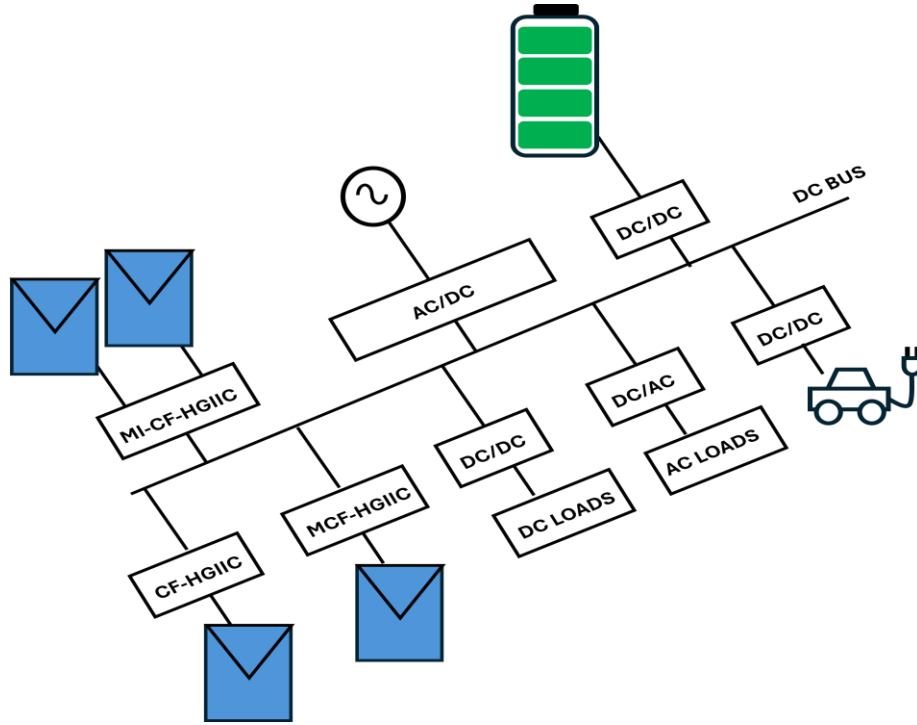 DC BUS
DC/DC
AC/DC
DC/DC
MI-CF-HGIIC
DC/AC
DC/DC
AC LOADS
MCF-HGIIC
DC LOADS
CF-HGIIC